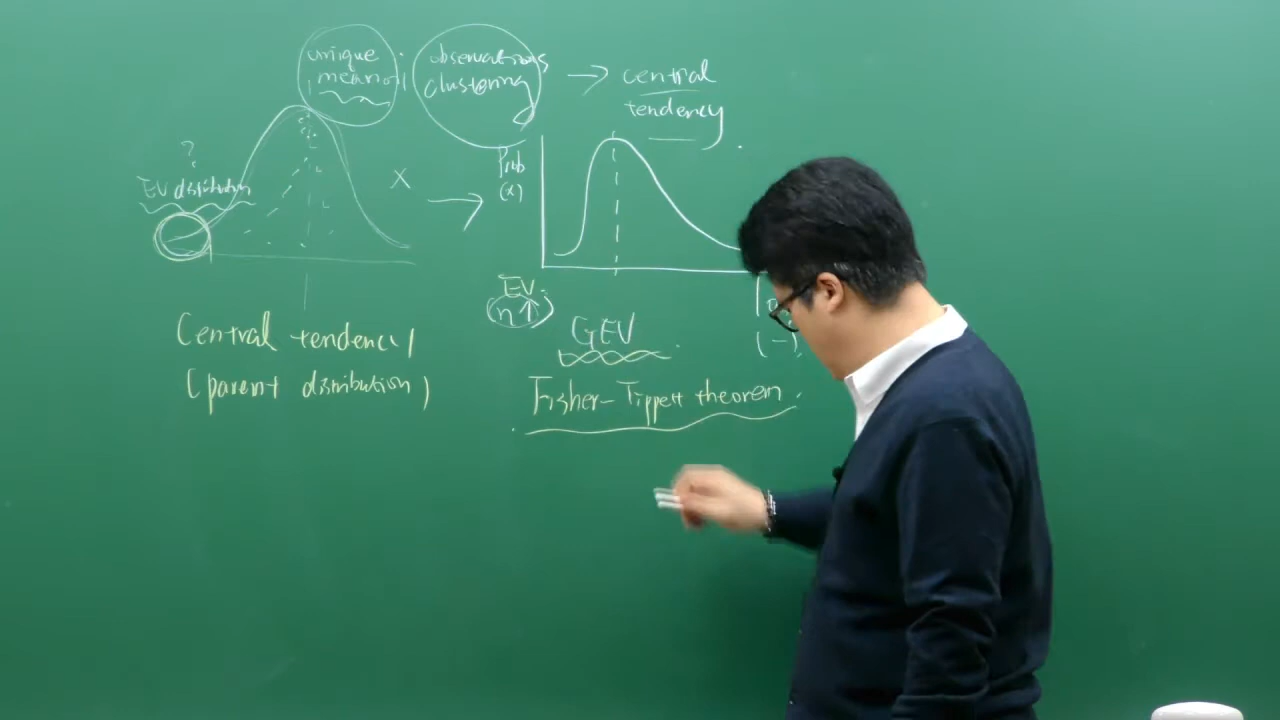 unique
mean
observations
clustering
→ central
tendency
?
EV distribution
x
→
Prob
(x)
EV
n↑
GEV
(-)
Fisher-Tippett theorem
Central tendency
(parent distribution)